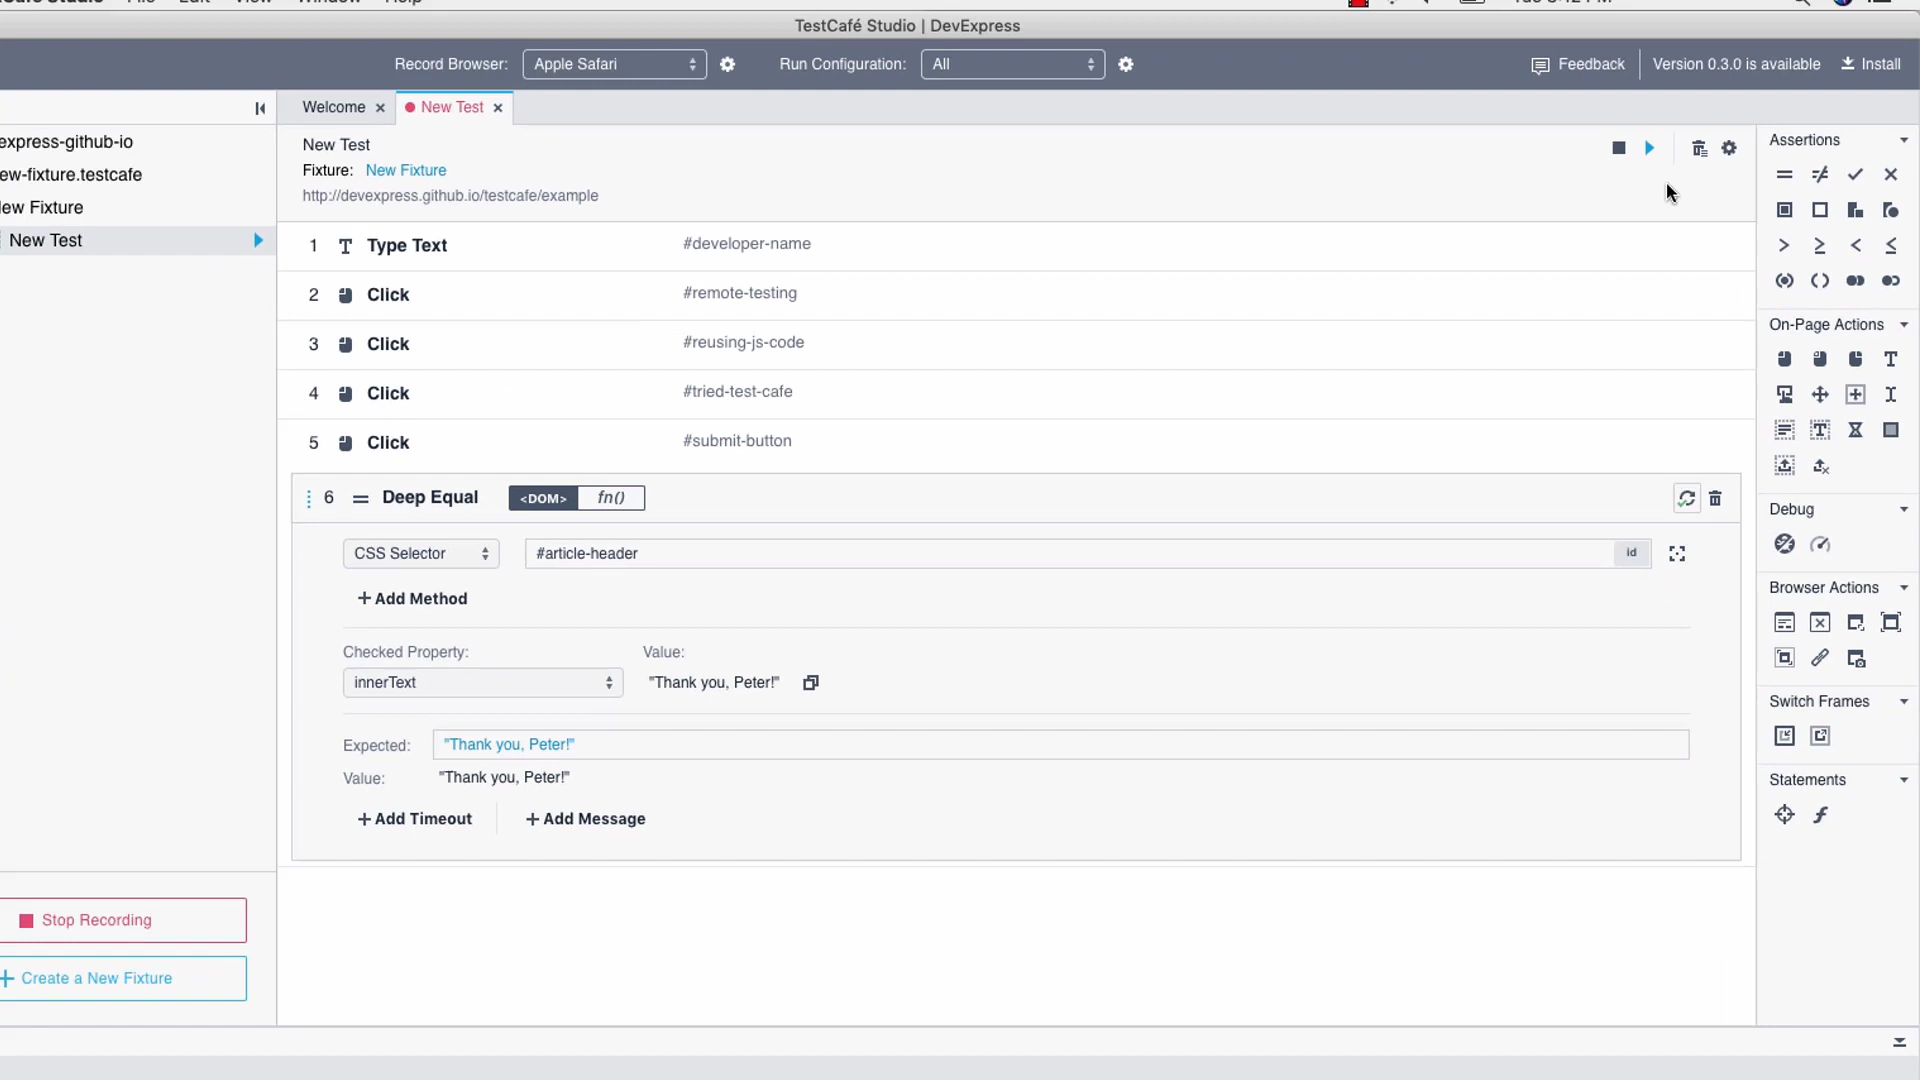 TestCafé Studio | DevExpress
Record Browser: Apple Safari Run Configuration: All Feedback Version 0.3.0 is available Install
Welcome New Test
express-github-io
ew-fixture.testcafe
ew Fixture
New Test
New Test
Fixture: New Fixture
http://devexpress.github.io/testcafe/example
1 Type Text #developer-name
2 Click #remote-testing
3 Click #reusing-js-code
4 Click #tried-test-cafe
5 Click #submit-button
6 Deep Equal <DOM> fn()
CSS Selector #article-header id
+ Add Method
Checked Property: Value:
innerText "Thank you, Peter!"
Expected: "Thank you, Peter!"
Value: "Thank you, Peter!"
+ Add Timeout + Add Message
Stop Recording
+ Create a New Fixture
Assertions
On-Page Actions
Debug
Browser Actions
Switch Frames
Statements